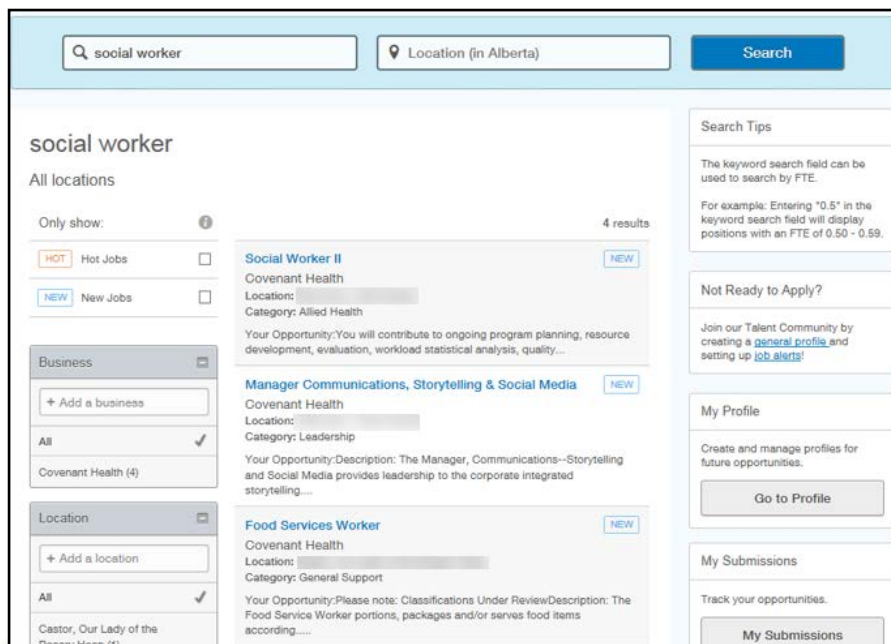 social worker
Location (in Alberta)
Search
social worker
All locations
Only show:
HOT Hot Jobs
NEW New Jobs
Business
+ Add a business
All
Covenant Health (4)
Location
+ Add a location
All
Castor, Our Lady of the
4 results
Social Worker II NEW
Covenant Health
Location:
Category: Allied Health
Your Opportunity:You will contribute to ongoing program planning, resource
development, evaluation, workload statistical analysis, quality...
Manager Communications, Storytelling & Social Media NEW
Covenant Health
Location:
Category: Leadership
Your Opportunity:Description: The Manager, Communications--Storytelling
and Social Media provides leadership to the corporate integrated
storytelling....
Food Services Worker NEW
Covenant Health
Location:
Category: General Support
Your Opportunity:Please note: Classifications Under ReviewDescription: The
Food Service Worker portions, packages and/or serves food items
according.....
Search Tips
The keyword search field can be
used to search by FTE.
For example: Entering "0.5" in the
keyword search field will display
positions with an FTE of 0.50 - 0.59.
Not Ready to Apply?
Join our Talent Community by
creating a general profile and
setting up job alerts!
My Profile
Create and manage profiles for
future opportunities.
Go to Profile
My Submissions
Track your opportunities.
My Submissions